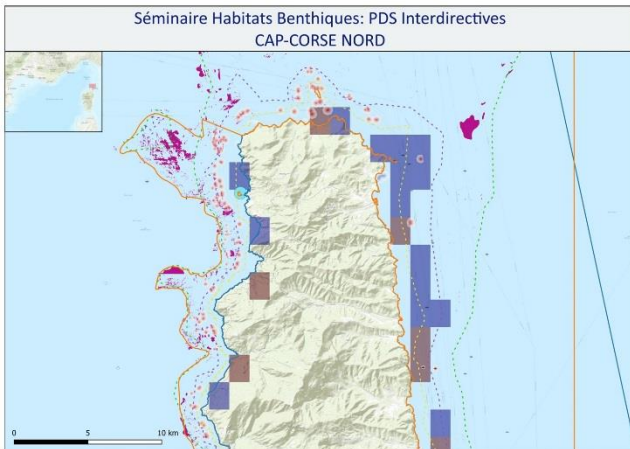 Séminaire Habitats Benthiques: PDS Interdirectives
CAP-CORSE NORD
0 5 10 km